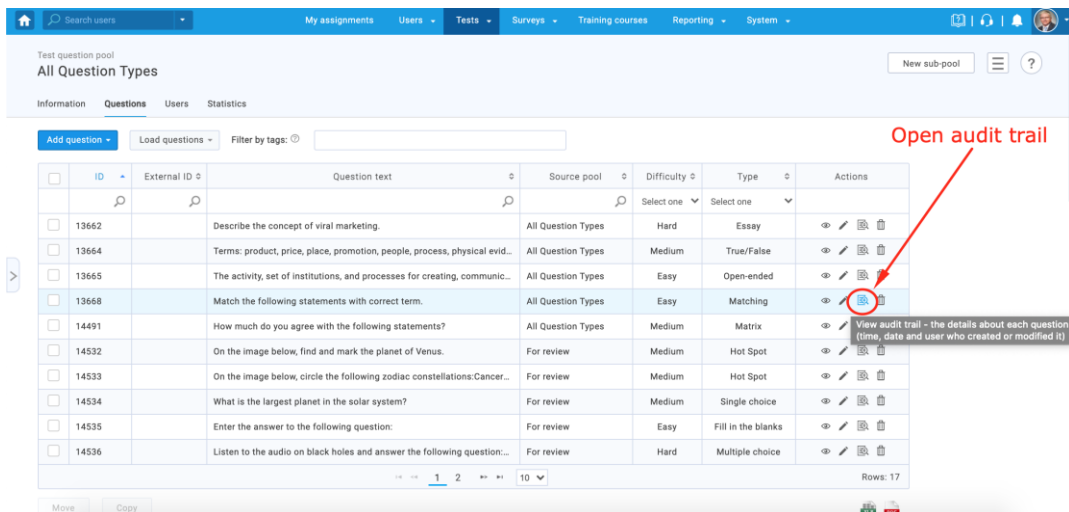 Search users My assignments Users Tests Surveys Training courses Reporting System
Test question pool
All Question Types
New sub-pool ?
Information Questions Users Statistics
Add question Load questions Filter by tags: ?
Open audit trail
ID External ID Question text Source pool Difficulty Type Actions
Select one Select one
13662 Describe the concept of viral marketing. All Question Types Hard Essay
13664 Terms: product, price, place, promotion, people, process, physical evid... All Question Types Medium True/False
13665 The activity, set of institutions, and processes for creating, communic... All Question Types Easy Open-ended
13668 Match the following statements with correct term. All Question Types Easy Matching
14491 How much do you agree with the following statements? All Question Types Medium Matrix
View audit trail - the details about each question
(time, date and user who created or modified it)
14532 On the image below, find and mark the planet of Venus. For review Medium Hot Spot
14533 On the image below, circle the following zodiac constellations:Cancer... For review Medium Hot Spot
14534 What is the largest planet in the solar system? For review Medium Single choice
14535 Enter the answer to the following question: For review Easy Fill in the blanks
14536 Listen to the audio on black holes and answer the following question:... For review Hard Multiple choice
1 2 10 Rows: 17
Move Copy